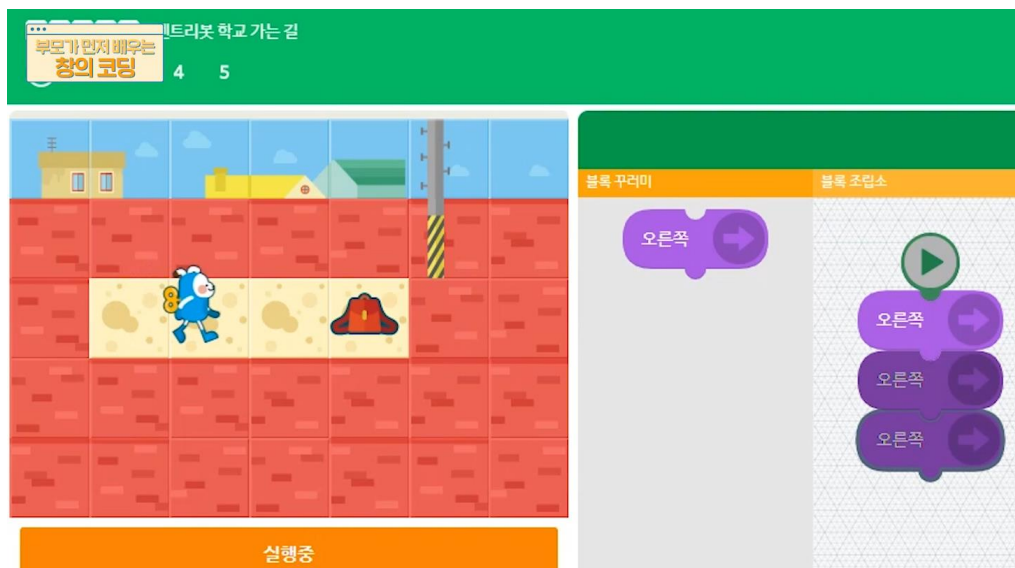 부모가 먼저 배우는
창의 코딩
엔트리봇 학교 가는 길
4 5
블록 꾸러미
블록 조립소
오른쪽
오른쪽
오른쪽
오른쪽
실행중